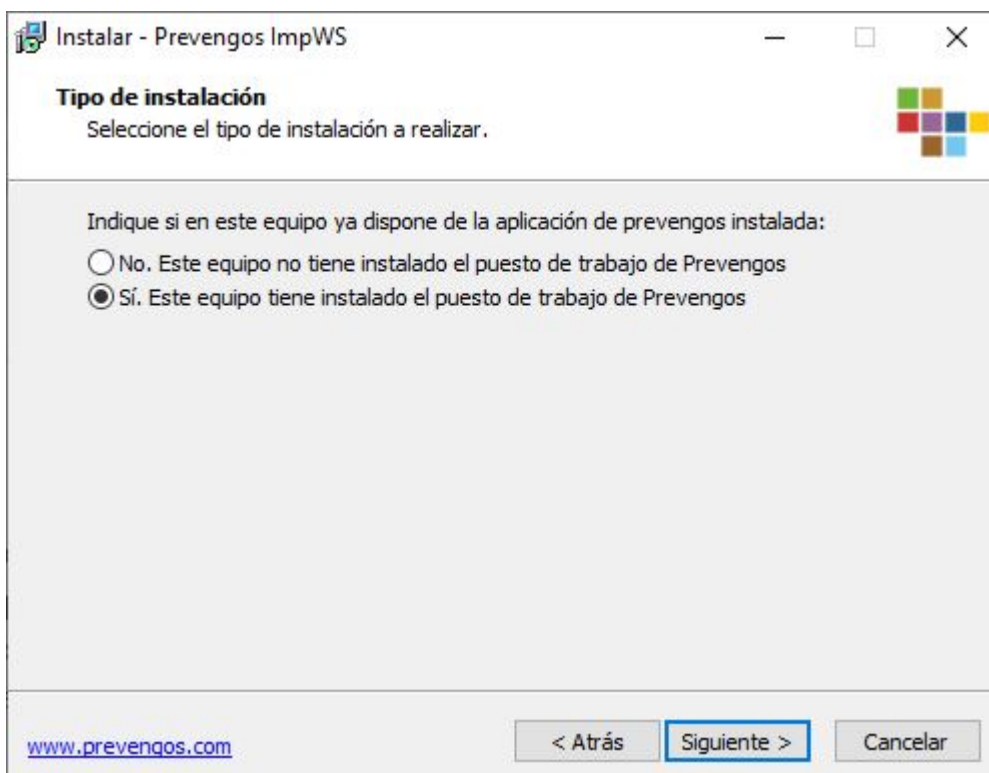 Instalar - Prevengos ImpWS
Tipo de instalación
Seleccione el tipo de instalación a realizar.
Indique si en este equipo ya dispone de la aplicación de prevengos instalada:
No. Este equipo no tiene instalado el puesto de trabajo de Prevengos
Sí. Este equipo tiene instalado el puesto de trabajo de Prevengos
www.prevengos.com
< Atrás
Siguiente >
Cancelar